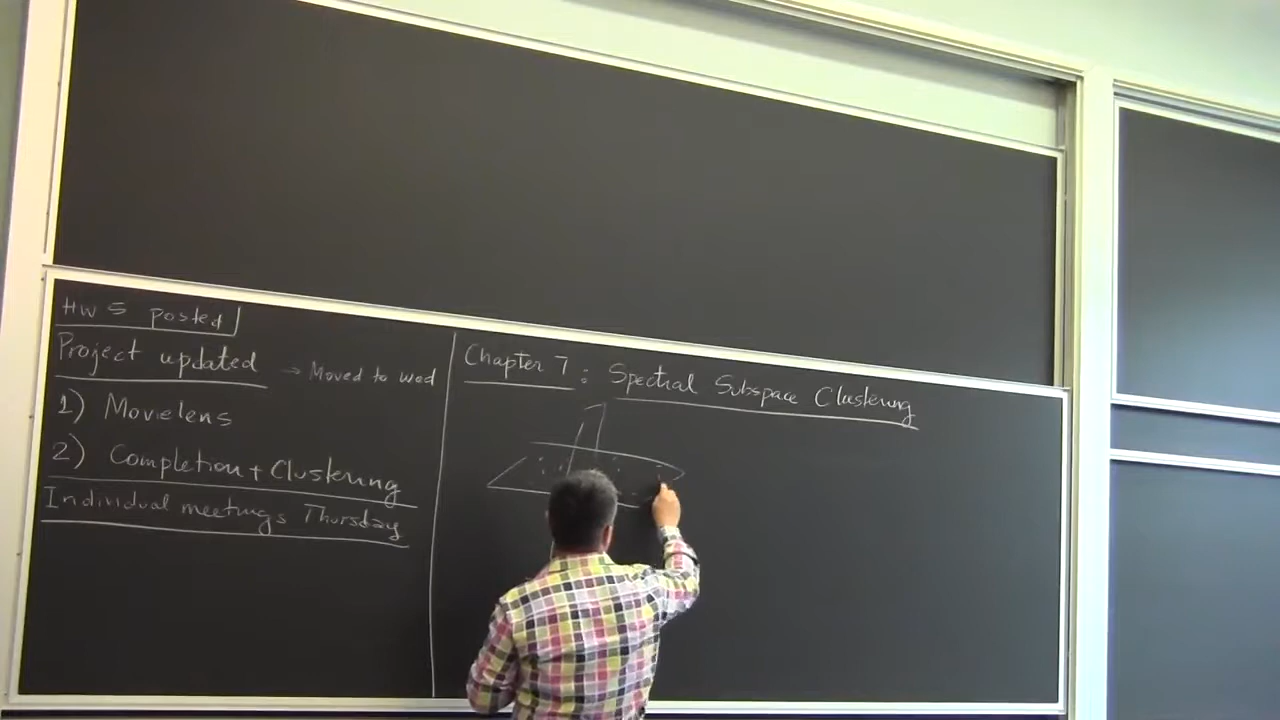 HW 5 posted
Project updated → Moved to Wed
1) Movielens
2) Completion + Clustering
Individual meetings Thursday
Chapter 7: Spectral Subspace Clustering